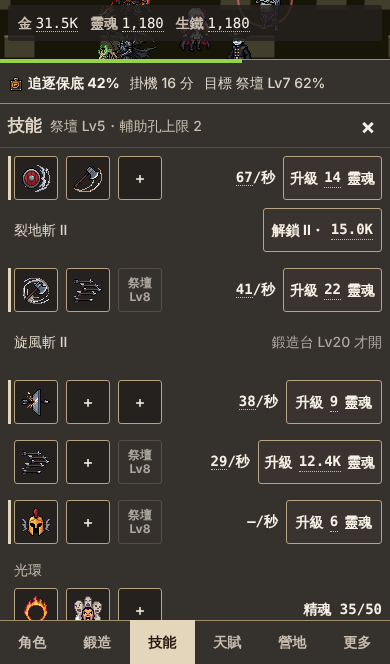 金 31.5K 靈魂 1,180 生鐵 1,180
追逐保底 42% 掛機 16 分 目標 祭壇 Lv7 62%
技能 祭壇 Lv5・輔助孔上限 2 ×
+ 67/秒 升級 14 靈魂
裂地斬 II 解鎖 II・ 15.0K
祭壇 Lv8 41/秒 升級 22 靈魂
旋風斬 II 鍛造台 Lv20 才開
+ + 38/秒 升級 9 靈魂
+ 祭壇 Lv8 29/秒 升級 12.4K 靈魂
+ 祭壇 Lv8 —/秒 升級 6 靈魂
光環
+ 精魂 35/50
角色 鍛造 技能 天賦 營地 更多